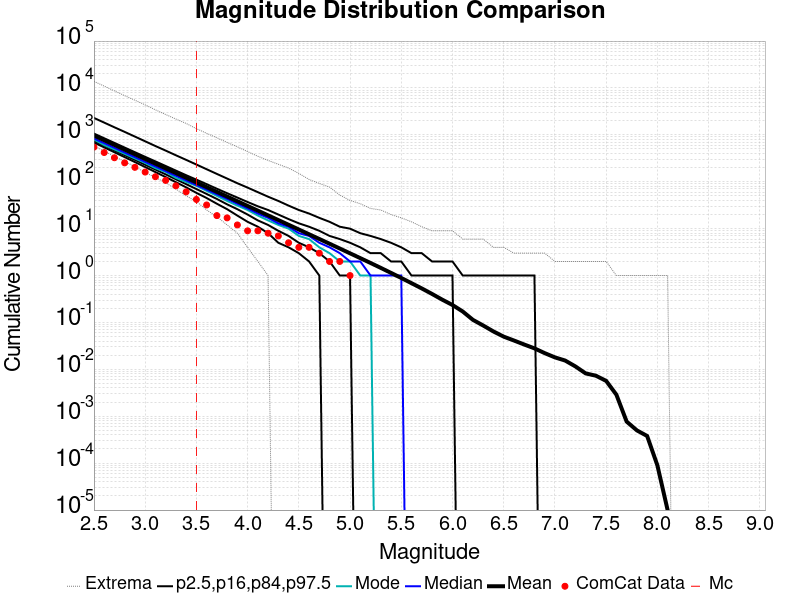 Magnitude Distribution Comparison
10^5
10^4
10^3
10^2
10^1
10^0
10^-1
10^-2
10^-3
10^-4
10^-5
Cumulative Number
2.5 3.0 3.5 4.0 4.5 5.0 5.5 6.0 6.5 7.0 7.5 8.0 8.5 9.0
Magnitude
Extrema p2.5,p16,p84,p97.5 Mode Median Mean ComCat Data Mc